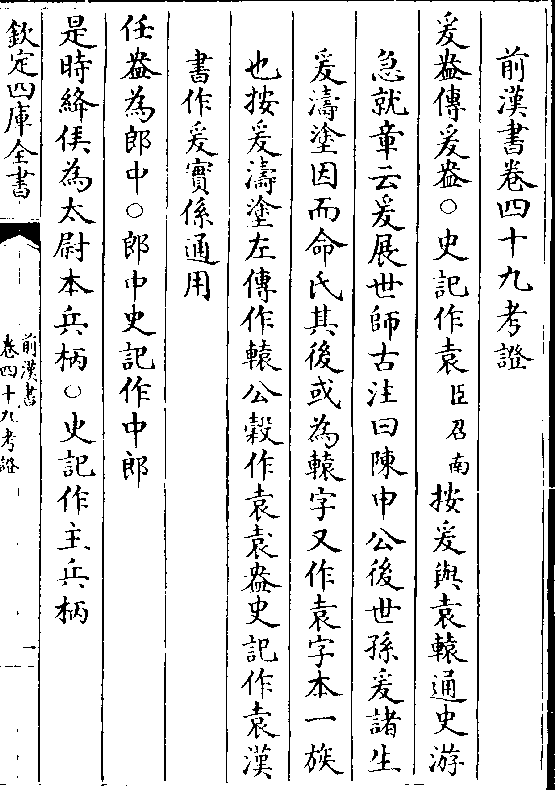 前漢書卷四十九考證
爰盎傳爰盎○史記作袁臣召南按爰與袁轅通史游
急就章云爰展世師古注曰陳申公後世孫爰諸生
爰濤塗因而命氏其後或為轅字又作袁字本一族
也按爰濤塗左傳作轅公穀作袁袁盎史記作袁漢
書作爰實係通用
任盎為郎中○郎中史記作中郎
是時絳侯為太尉本兵柄○史記作主兵柄
欽定四庫全書
前漢書
卷四十九考證
一